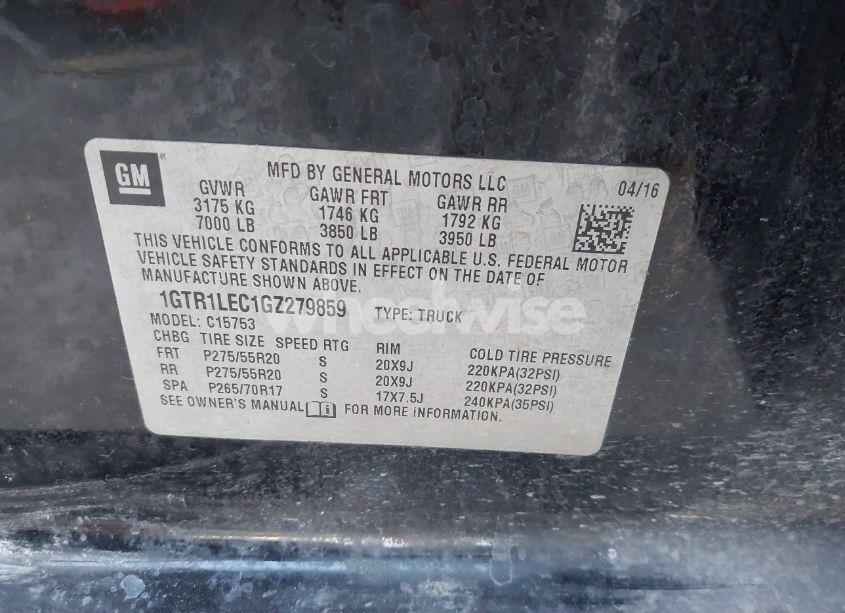 GM
MFD BY GENERAL MOTORS LLC
04/16
GVWR GAWR FRT GAWR RR
3175 KG 1746 KG 1792 KG
7000 LB 3850 LB 3950 LB
THIS VEHICLE CONFORMS TO ALL APPLICABLE U.S. FEDERAL MOTOR
VEHICLE SAFETY STANDARDS IN EFFECT ON THE DATE OF
MANUFACTURE SHOWN ABOVE.
1GTR1LEC1GZ279859 TYPE: TRUCK
wheelwise
MODEL: C15753
CHBG TIRE SIZE SPEED RTG RIM COLD TIRE PRESSURE
FRT P275/55R20 S 20X9J 220KPA(32PSI)
RR P275/55R20 S 20X9J 220KPA(32PSI)
SPA P265/70R17 S 17X7.5J 240KPA(35PSI)
SEE OWNER'S MANUAL i FOR MORE INFORMATION.